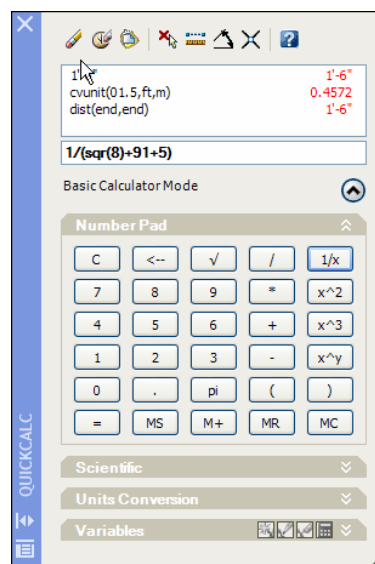 1'-6" 1'-6"
cvunit(01.5,ft,m) 0.4572
dist(end,end) 1'-6"
1/(sqr(8)+91+5)
Basic Calculator Mode
Number Pad
C <-- √ / 1/x
7 8 9 * x^2
4 5 6 + x^3
1 2 3 - x^y
0 . pi ( )
= MS M+ MR MC
Scientific
Units Conversion
Variables
QUICKCALC